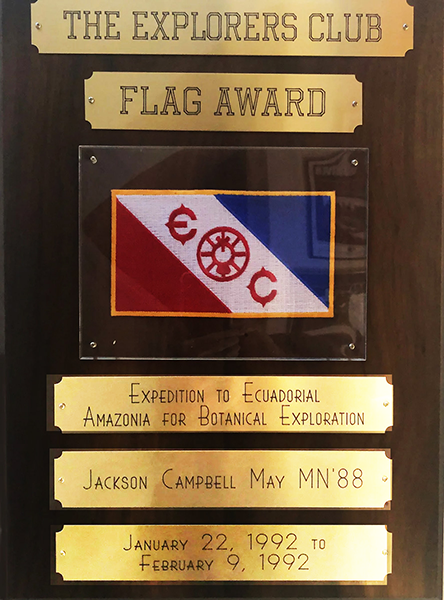 THE EXPLORERS CLUB
FLAG AWARD
E
C
EXPEDITION TO ECUADORIAL
AMAZONIA FOR BOTANICAL EXPLORATION
JACKSON CAMPBELL MAY MN'88
JANUARY 22, 1992 TO
FEBRUARY 9, 1992